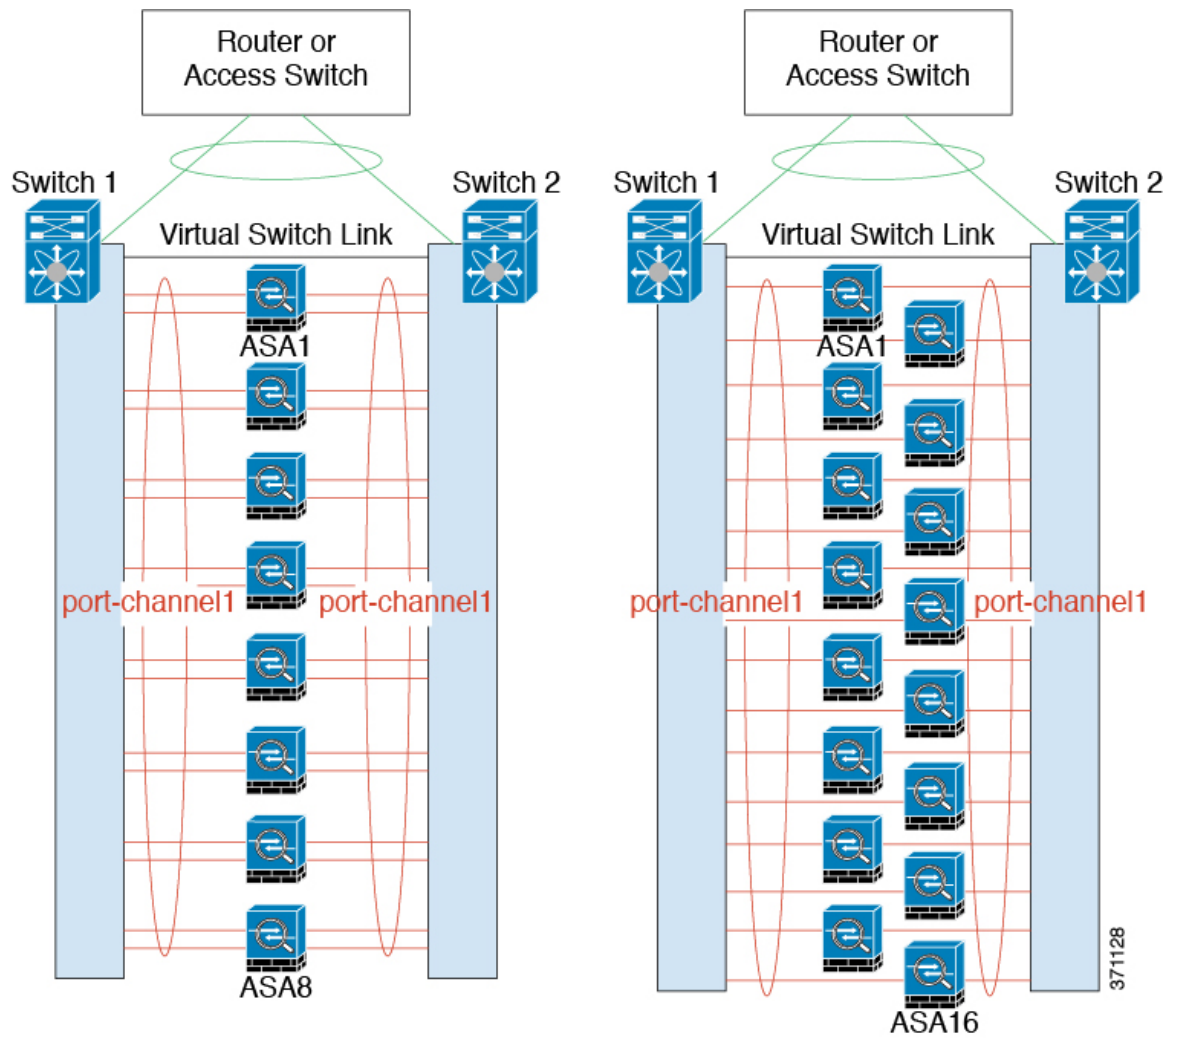 Router or
Access Switch
Switch 1
Switch 2
Virtual Switch Link
ASA1
port-channel1
port-channel1
ASA8
Router or
Access Switch
Switch 1
Switch 2
Virtual Switch Link
ASA1
port-channel1
port-channel1
ASA16
371128